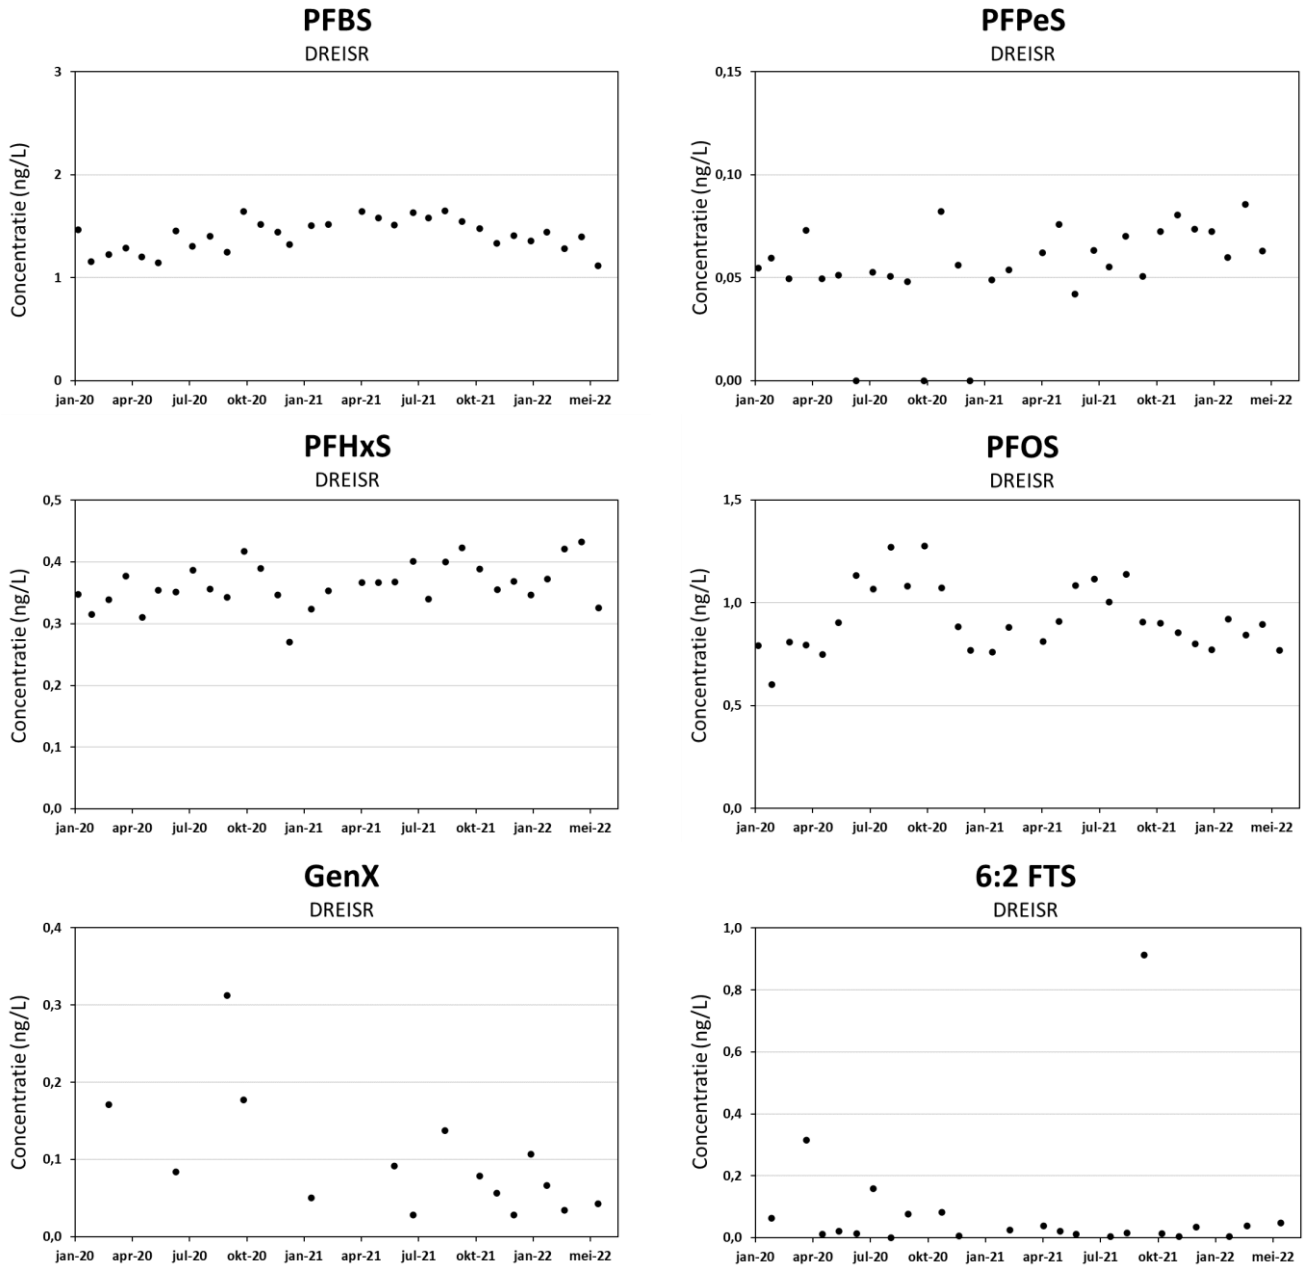 PFBS
DREISR
Concentratie (ng/L)
3
2
1
0
jan-20 apr-20 jul-20 okt-20 jan-21 apr-21 jul-21 okt-21 jan-22 mei-22
PFPeS
DREISR
Concentratie (ng/L)
0,15
0,10
0,05
0,00
jan-20 apr-20 jul-20 okt-20 jan-21 apr-21 jul-21 okt-21 jan-22 mei-22
PFHxS
DREISR
Concentratie (ng/L)
0,5
0,4
0,3
0,2
0,1
0,0
jan-20 apr-20 jul-20 okt-20 jan-21 apr-21 jul-21 okt-21 jan-22 mei-22
PFOS
DREISR
Concentratie (ng/L)
1,5
1,0
0,5
0,0
jan-20 apr-20 jul-20 okt-20 jan-21 apr-21 jul-21 okt-21 jan-22 mei-22
GenX
DREISR
Concentratie (ng/L)
0,4
0,3
0,2
0,1
0,0
jan-20 apr-20 jul-20 okt-20 jan-21 apr-21 jul-21 okt-21 jan-22 mei-22
6:2 FTS
DREISR
Concentratie (ng/L)
1,0
0,8
0,6
0,4
0,2
0,0
jan-20 apr-20 jul-20 okt-20 jan-21 apr-21 jul-21 okt-21 jan-22 mei-22